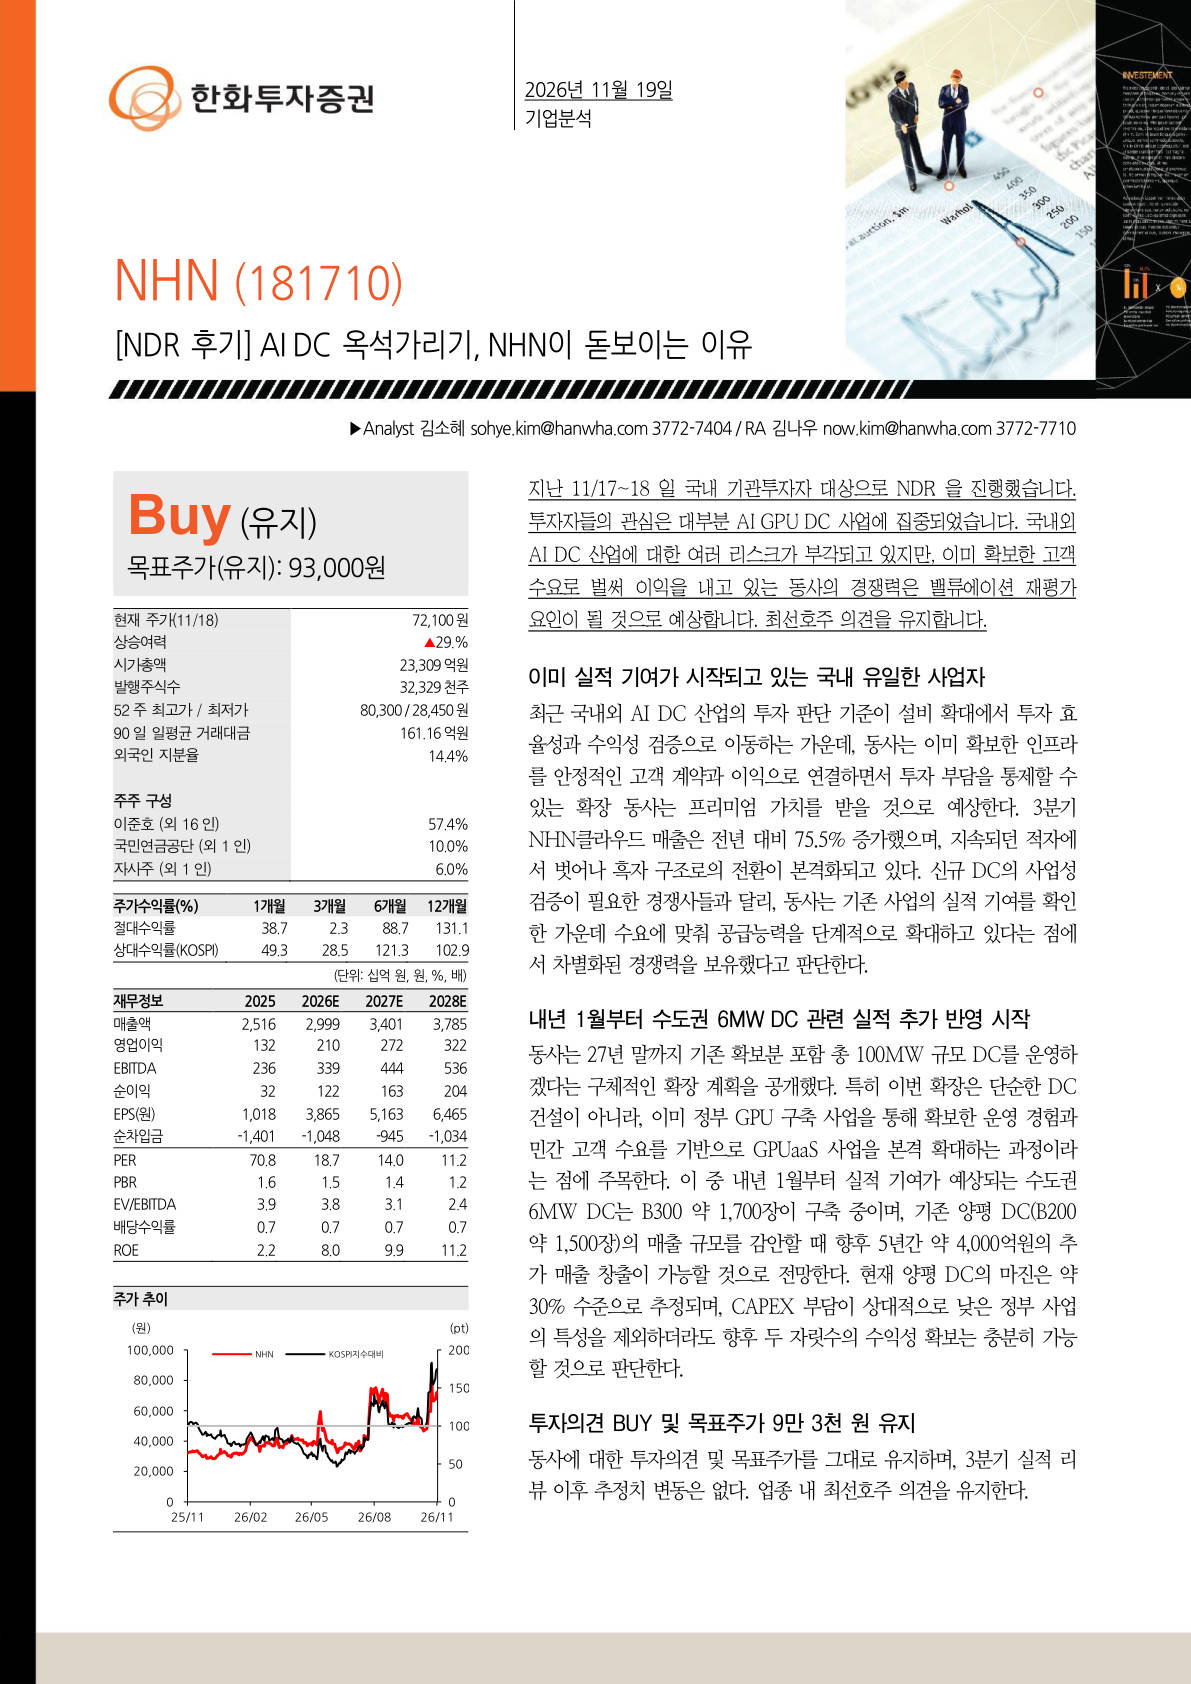 한화투자증권
2026년 11월 19일
기업분석
INVESTEMENT
NHN (181710)
[NDR 후기] AI DC 옥석가리기, NHN이 돋보이는 이유
▶Analyst 김소혜 sohye.kim@hanwha.com 3772-7404 / RA 김나우 now.kim@hanwha.com 3772-7710
Buy (유지)
목표주가(유지): 93,000원
현재 주가(11/18) 72,100 원
상승여력 ▲29.%
시가총액 23,309 억원
발행주식수 32,329 천주
52 주 최고가 / 최저가 80,300 / 28,450 원
90 일 일평균 거래대금 161.16 억원
외국인 지분율 14.4%
주주 구성
이준호 (외 16 인) 57.4%
국민연금공단 (외 1 인) 10.0%
자사주 (외 1 인) 6.0%
주가수익률(%) 1개월 3개월 6개월 12개월
절대수익률 38.7 2.3 88.7 131.1
상대수익률(KOSPI) 49.3 28.5 121.3 102.9
(단위: 십억 원, 원, %, 배)
재무정보 2025 2026E 2027E 2028E
매출액 2,516 2,999 3,401 3,785
영업이익 132 210 272 322
EBITDA 236 339 444 536
순이익 32 122 163 204
EPS(원) 1,018 3,865 5,163 6,465
순차입금 -1,401 -1,048 -945 -1,034
PER 70.8 18.7 14.0 11.2
PBR 1.6 1.5 1.4 1.2
EV/EBITDA 3.9 3.8 3.1 2.4
배당수익률 0.7 0.7 0.7 0.7
ROE 2.2 8.0 9.9 11.2
주가 추이
(원) (pt)
NHN KOSPI지수대비
100,000 200
80,000 150
60,000 100
40,000
20,000 50
0 0
25/11 26/02 26/05 26/08 26/11
지난 11/17~18 일 국내 기관투자자 대상으로 NDR 을 진행했습니다.
투자자들의 관심은 대부분 AI GPU DC 사업에 집중되었습니다. 국내외
AI DC 산업에 대한 여러 리스크가 부각되고 있지만, 이미 확보한 고객
수요로 벌써 이익을 내고 있는 동사의 경쟁력은 밸류에이션 재평가
요인이 될 것으로 예상합니다. 최선호주 의견을 유지합니다.
이미 실적 기여가 시작되고 있는 국내 유일한 사업자
최근 국내외 AI DC 산업의 투자 판단 기준이 설비 확대에서 투자 효
율성과 수익성 검증으로 이동하는 가운데, 동사는 이미 확보한 인프라
를 안정적인 고객 계약과 이익으로 연결하면서 투자 부담을 통제할 수
있는 확장 동사는 프리미엄 가치를 받을 것으로 예상한다. 3분기
NHN클라우드 매출은 전년 대비 75.5% 증가했으며, 지속되던 적자에
서 벗어나 흑자 구조로의 전환이 본격화되고 있다. 신규 DC의 사업성
검증이 필요한 경쟁사들과 달리, 동사는 기존 사업의 실적 기여를 확인
한 가운데 수요에 맞춰 공급능력을 단계적으로 확대하고 있다는 점에
서 차별화된 경쟁력을 보유했다고 판단한다.
내년 1월부터 수도권 6MW DC 관련 실적 추가 반영 시작
동사는 27년 말까지 기존 확보분 포함 총 100MW 규모 DC를 운영하
겠다는 구체적인 확장 계획을 공개했다. 특히 이번 확장은 단순한 DC
건설이 아니라, 이미 정부 GPU 구축 사업을 통해 확보한 운영 경험과
민간 고객 수요를 기반으로 GPUaaS 사업을 본격 확대하는 과정이라
는 점에 주목한다. 이 중 내년 1월부터 실적 기여가 예상되는 수도권
6MW DC는 B300 약 1,700장이 구축 중이며, 기존 양평 DC(B200
약 1,500장)의 매출 규모를 감안할 때 향후 5년간 약 4,000억원의 추
가 매출 창출이 가능할 것으로 전망한다. 현재 양평 DC의 마진은 약
30% 수준으로 추정되며, CAPEX 부담이 상대적으로 낮은 정부 사업
의 특성을 제외하더라도 향후 두 자릿수의 수익성 확보는 충분히 가능
할 것으로 판단한다.
투자의견 BUY 및 목표주가 9만 3천 원 유지
동사에 대한 투자의견 및 목표주가를 그대로 유지하며, 3분기 실적 리
뷰 이후 추정치 변동은 없다. 업종 내 최선호주 의견을 유지한다.